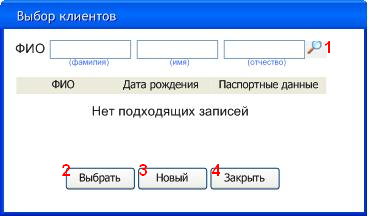 Выбор клиентов
ФИО 1
(фамилия) (имя) (отчество)
ФИО Дата рождения Паспортные данные
Нет подходящих записей
2 Выбрать 3 Новый 4 Закрыть